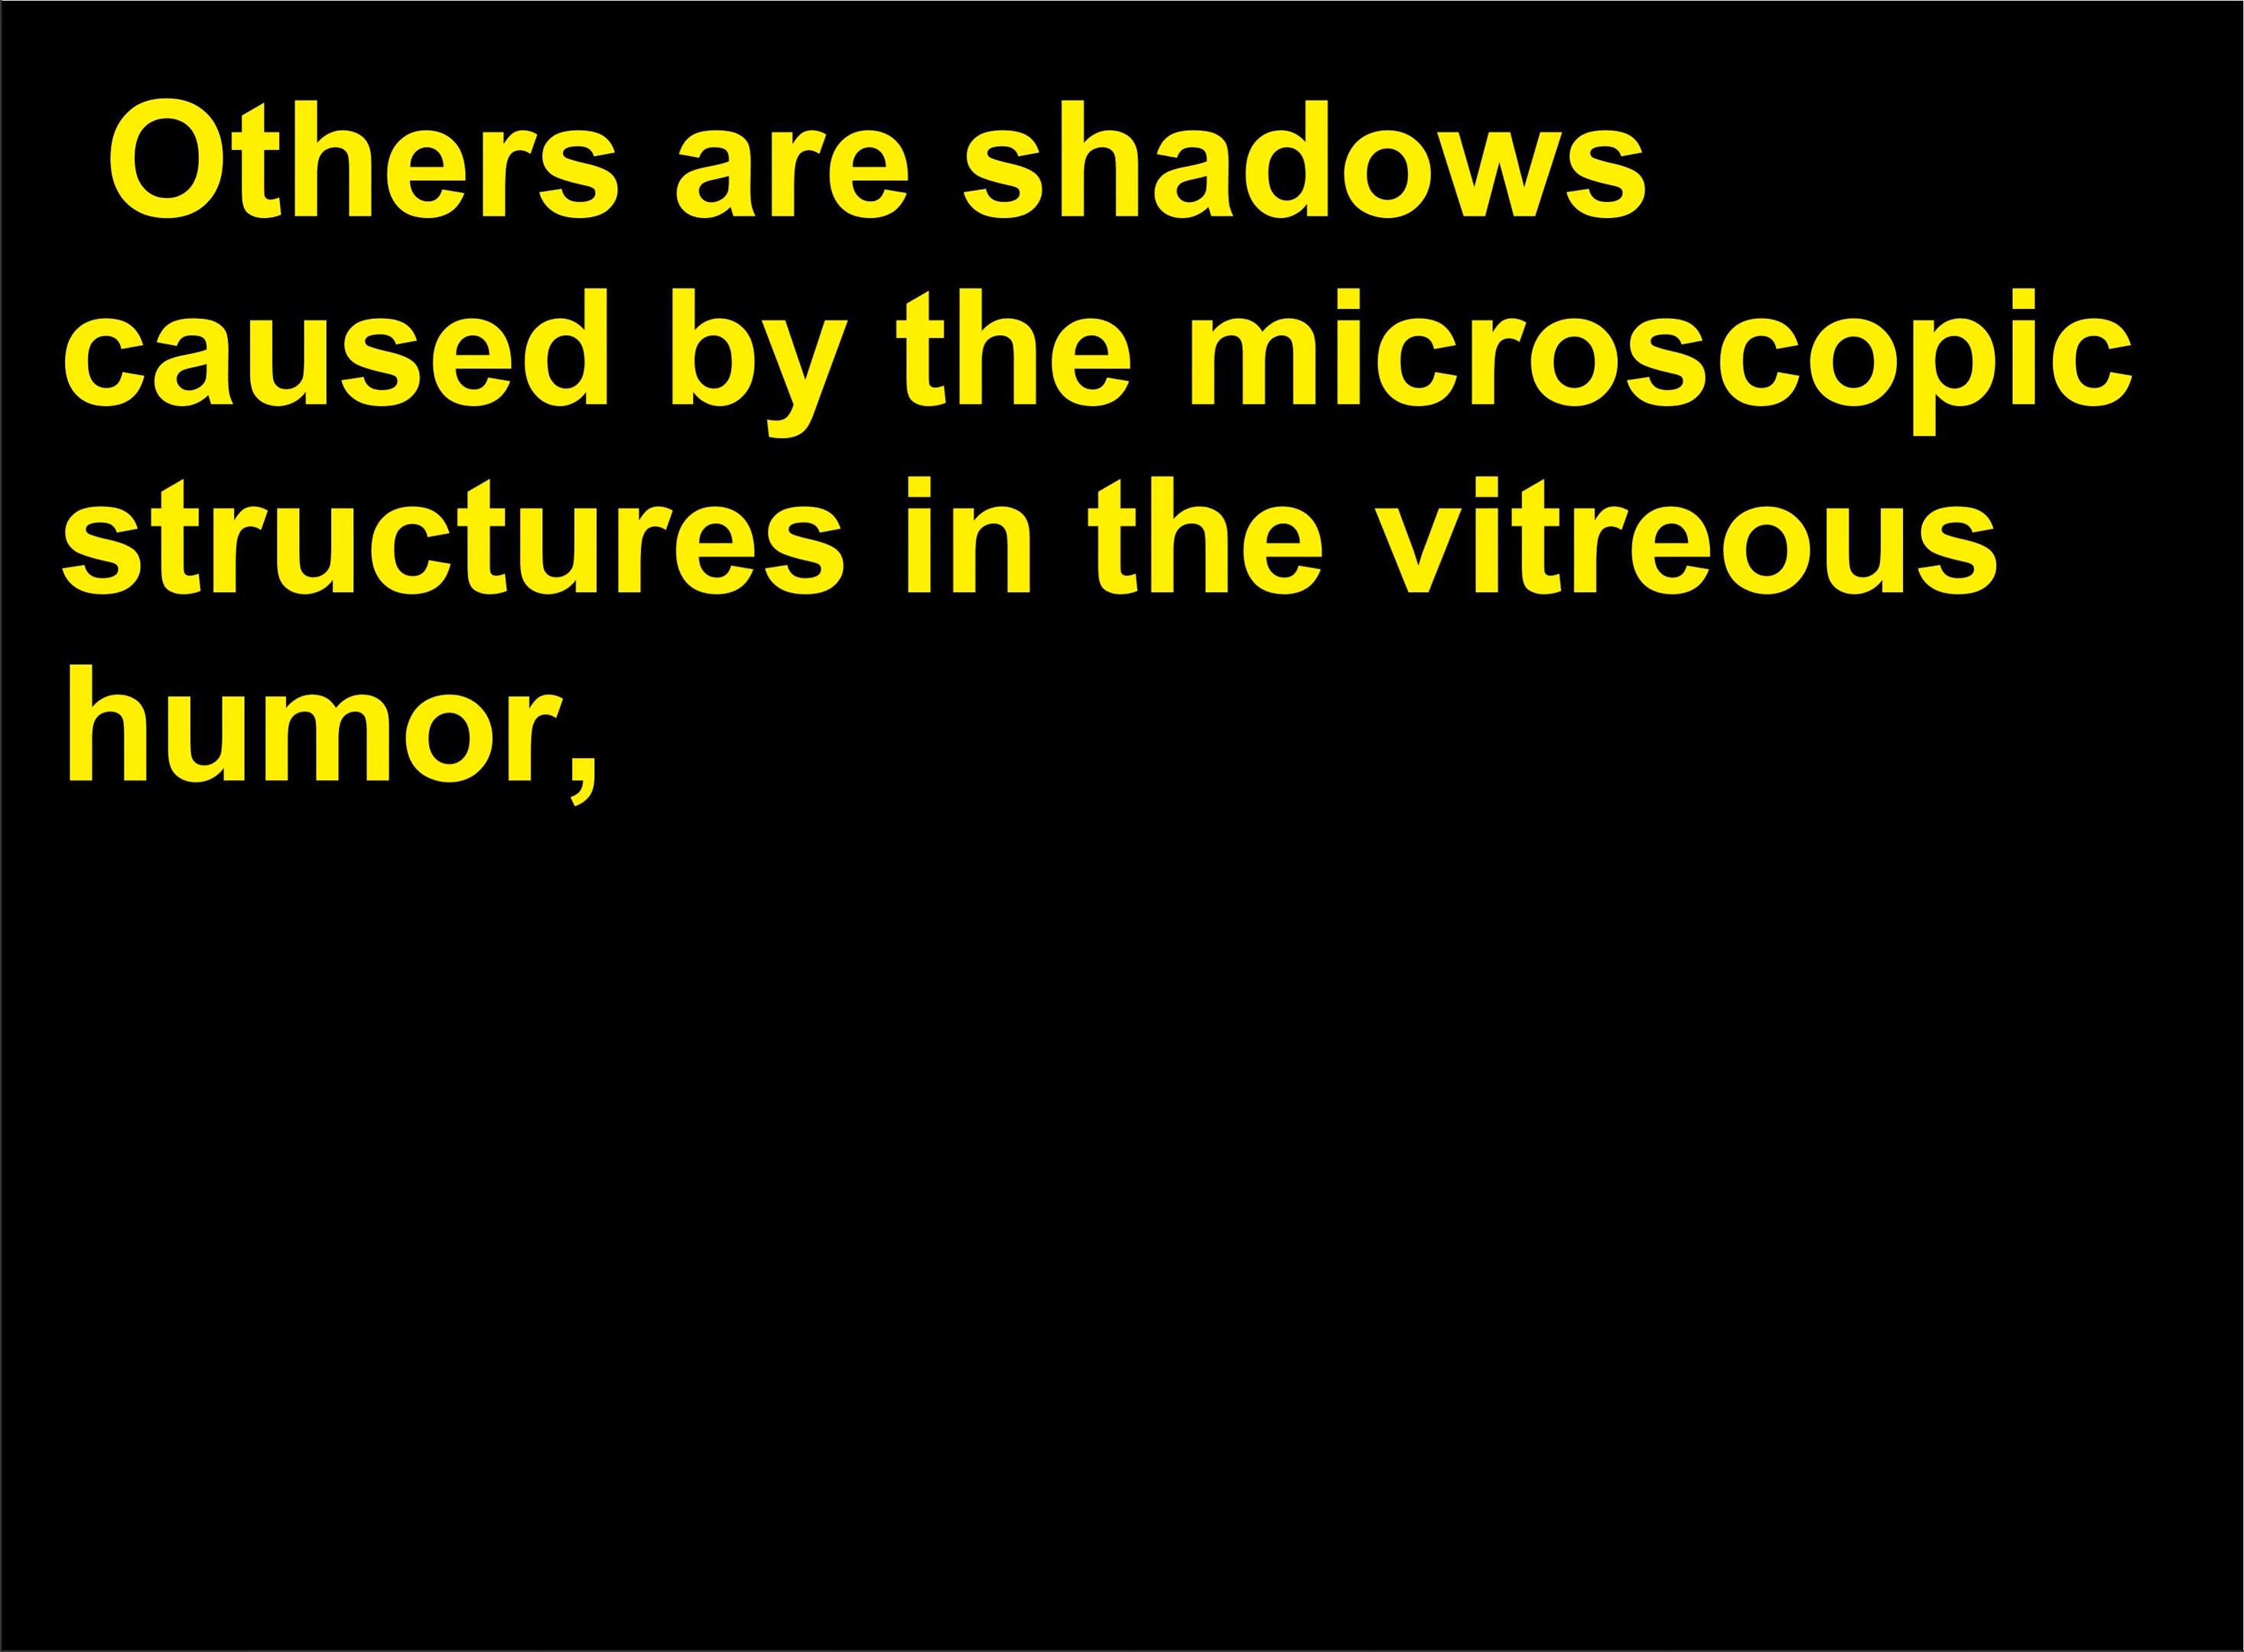 Others are shadows
caused by the microscopic
structures in the vitreous
humor,